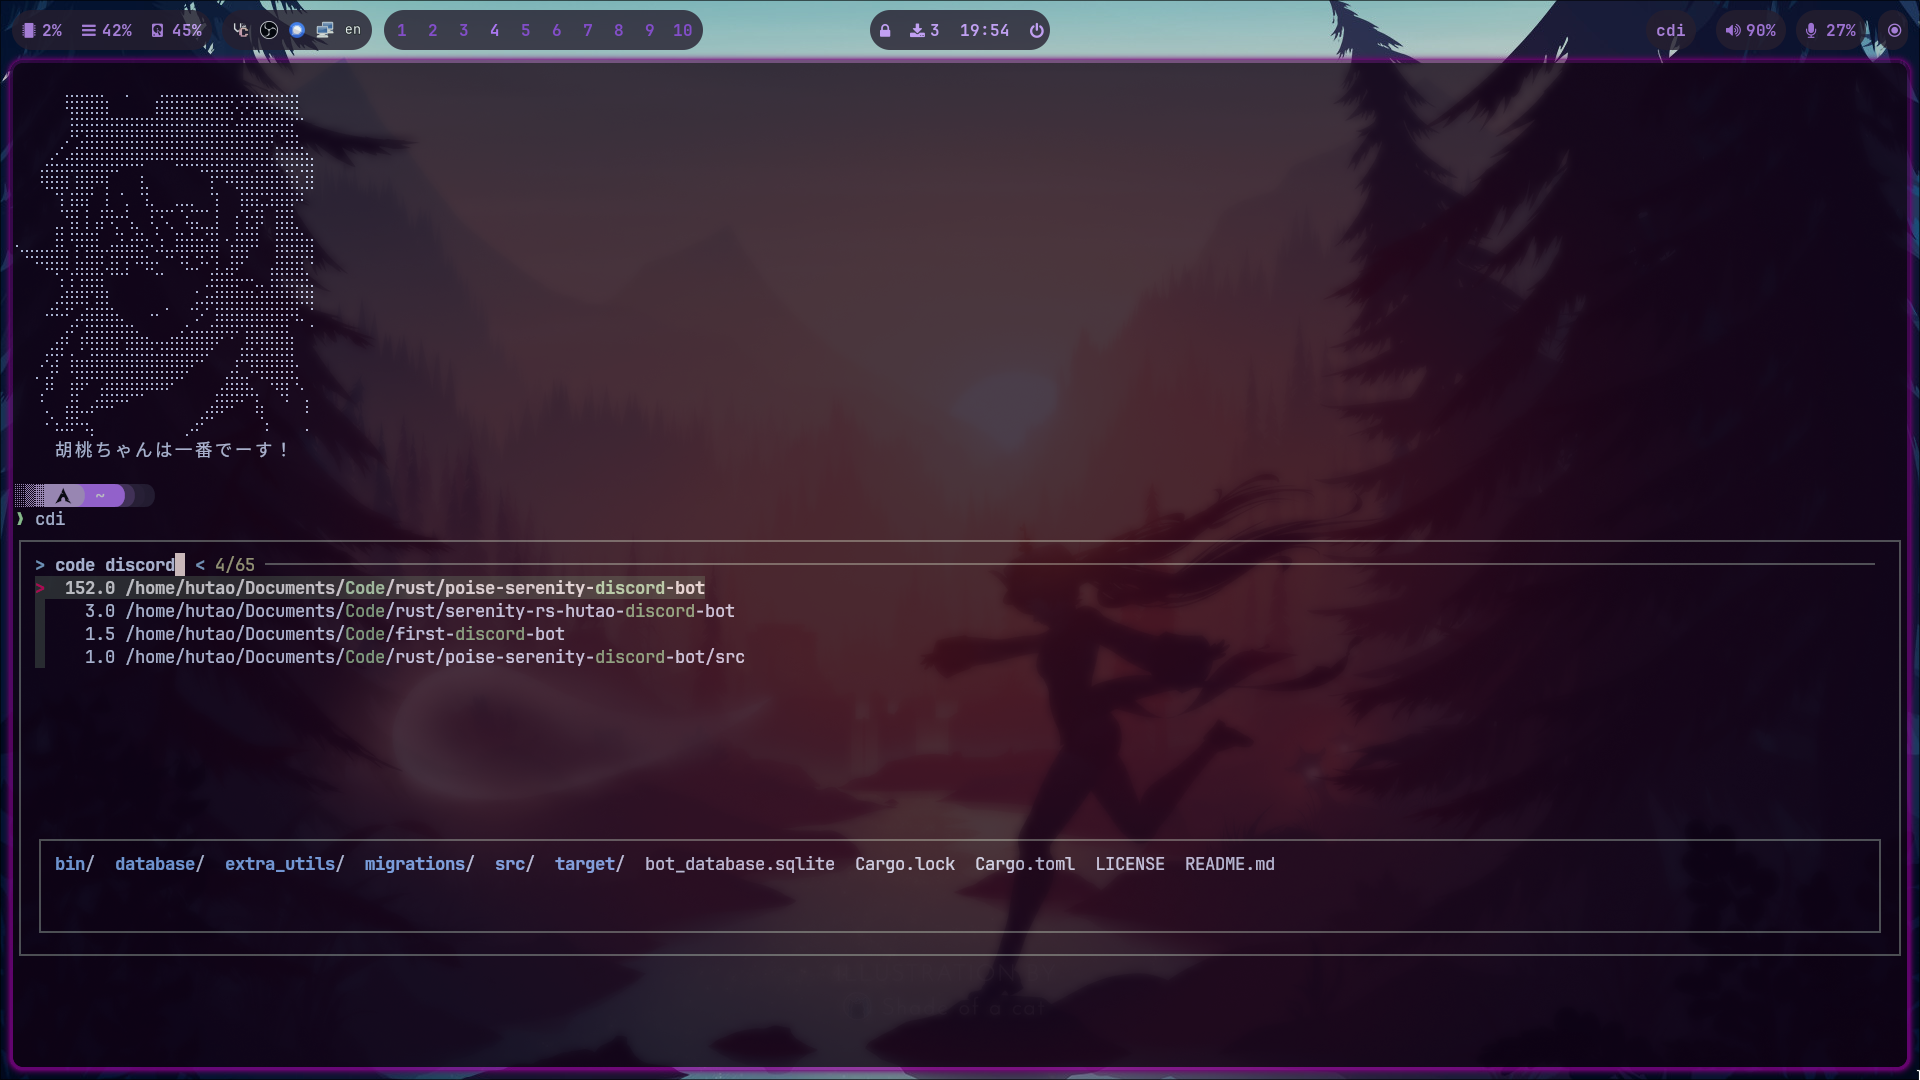 2% 42% 45% en 1 2 3 4 5 6 7 8 9 10 3 19:54 cdi 90% 27%
胡桃ちゃんは一番でーす！
~
❯ cdi
> code discord < 4/65
> 152.0 /home/hutao/Documents/Code/rust/poise-serenity-discord-bot
3.0 /home/hutao/Documents/Code/rust/serenity-rs-hutao-discord-bot
1.5 /home/hutao/Documents/Code/first-discord-bot
1.0 /home/hutao/Documents/Code/rust/poise-serenity-discord-bot/src
bin/ database/ extra_utils/ migrations/ src/ target/ bot_database.sqlite Cargo.lock Cargo.toml LICENSE README.md